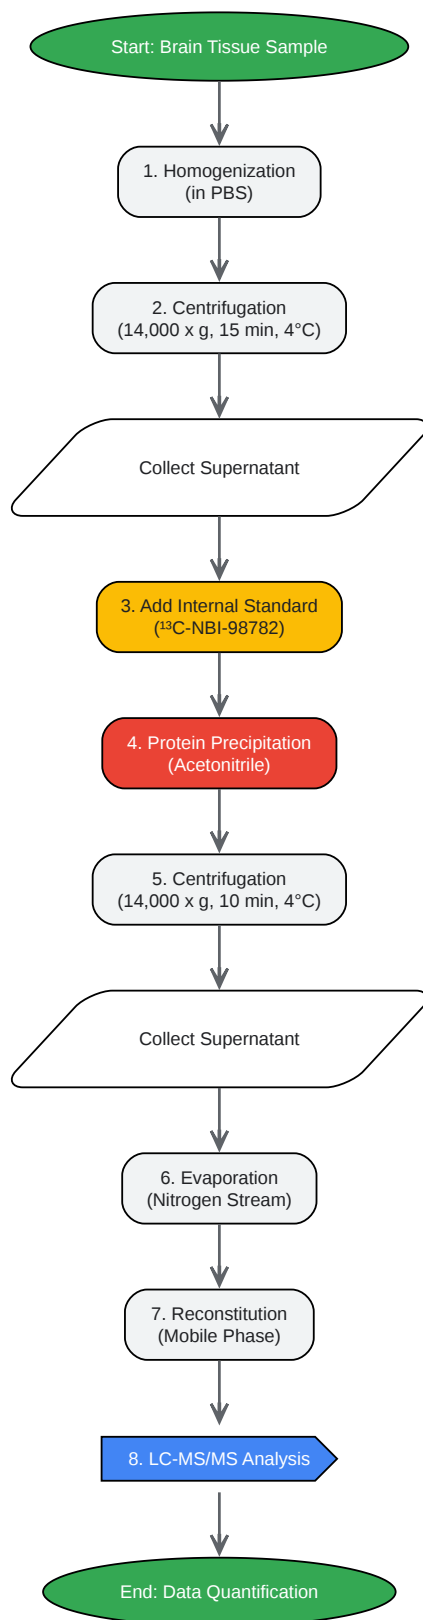 Start: Brain Tissue Sample
1. Homogenization
(in PBS)
2. Centrifugation
(14,000 x g, 15 min, 4°C)
Collect Supernatant
3. Add Internal Standard
(¹³C-NBI-98782)
4. Protein Precipitation
(Acetonitrile)
5. Centrifugation
(14,000 x g, 10 min, 4°C)
Collect Supernatant
6. Evaporation
(Nitrogen Stream)
7. Reconstitution
(Mobile Phase)
8. LC-MS/MS Analysis
End: Data Quantification